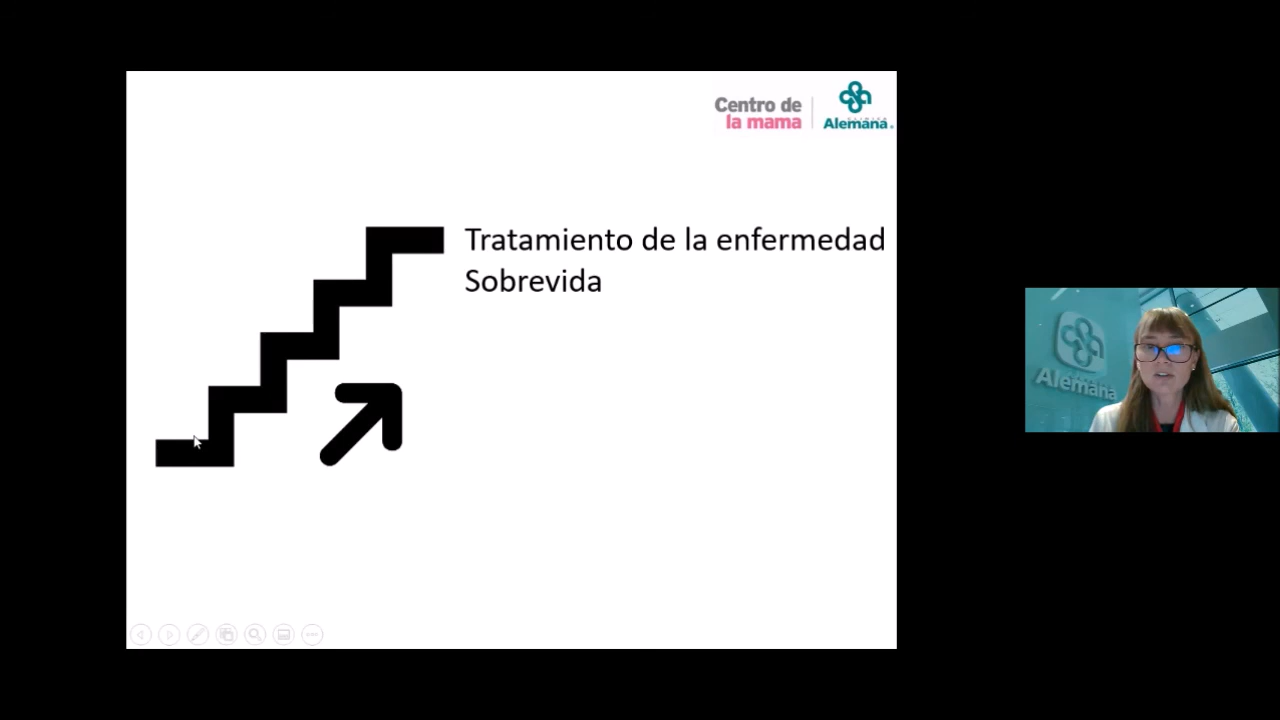 Centro de
la mama
Alemana
Tratamiento de la enfermedad
Sobrevida
Alemana